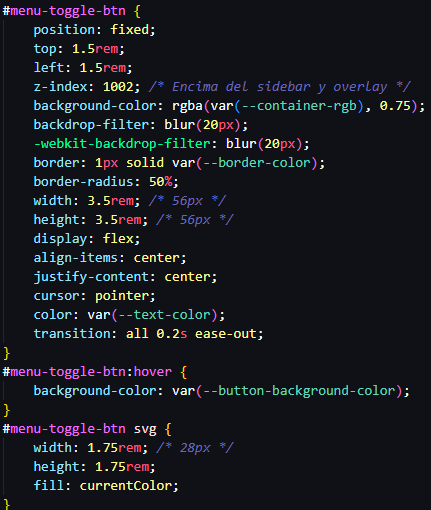 #menu-toggle-btn {
    position: fixed;
    top: 1.5rem;
    left: 1.5rem;
    z-index: 1002; /* Encima del sidebar y overlay */
    background-color: rgba(var(--container-rgb), 0.75);
    backdrop-filter: blur(20px);
    -webkit-backdrop-filter: blur(20px);
    border: 1px solid var(--border-color);
    border-radius: 50%;
    width: 3.5rem; /* 56px */
    height: 3.5rem; /* 56px */
    display: flex;
    align-items: center;
    justify-content: center;
    cursor: pointer;
    color: var(--text-color);
    transition: all 0.2s ease-out;
}
#menu-toggle-btn:hover {
    background-color: var(--button-background-color);
}
#menu-toggle-btn svg {
    width: 1.75rem; /* 28px */
    height: 1.75rem;
    fill: currentColor;
}